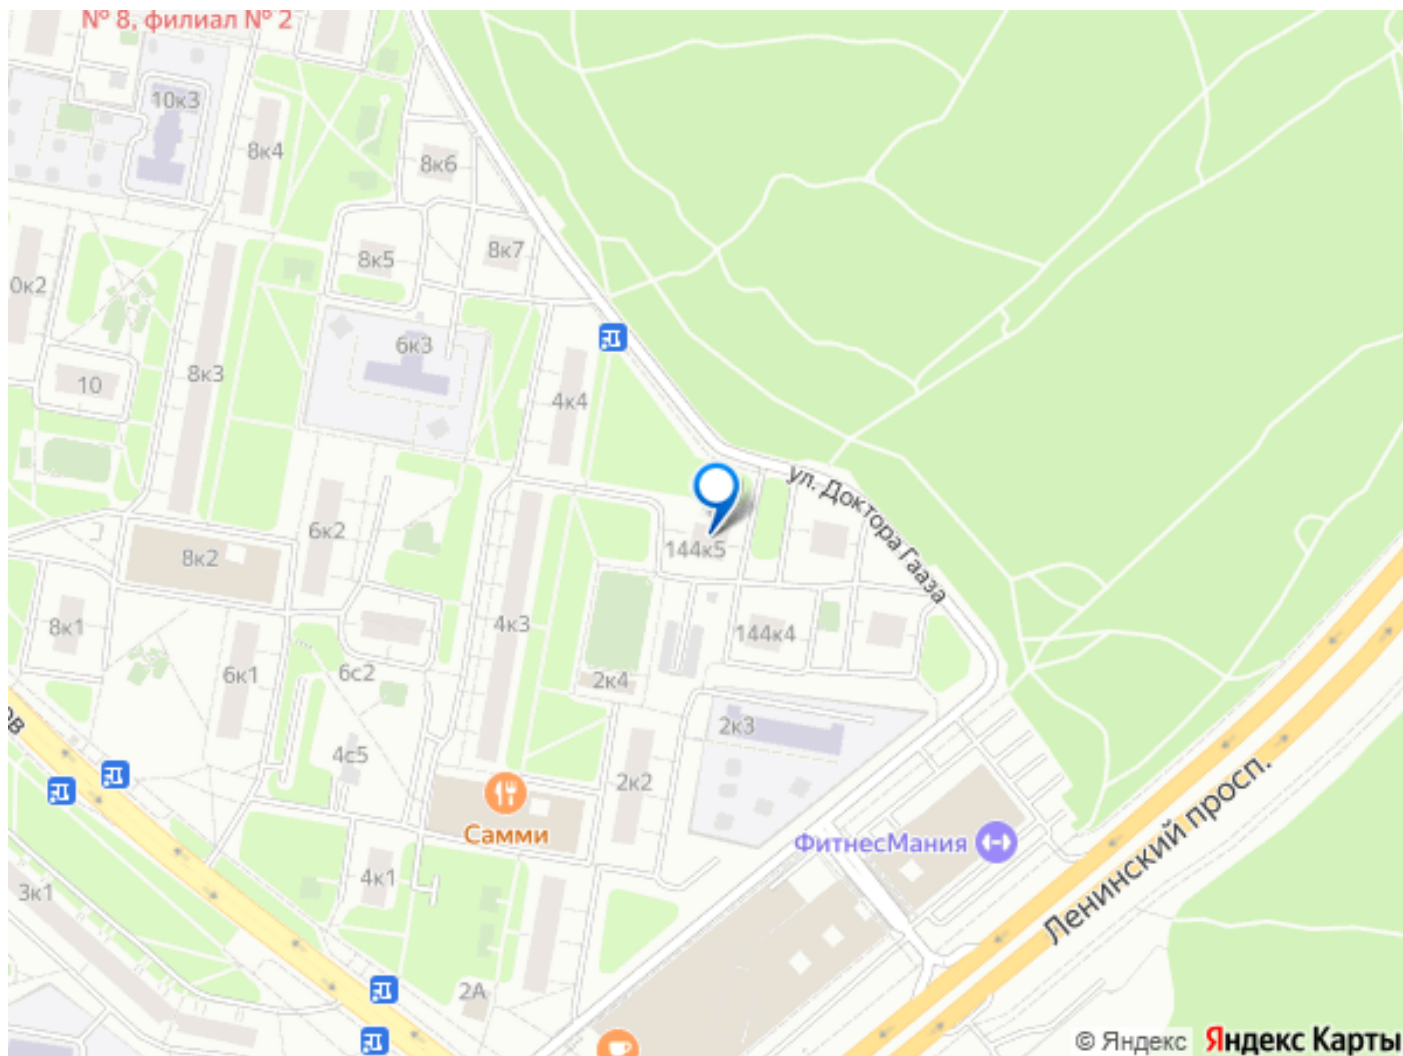 № 8, филиал № 2
10к3
8к4
8к6
8к7
8к5
0к2
6к3
8к3
10
4к4
ул. Доктора Гааза
6к2
144к5
8к2
8к1
4к3
144к4
6к1
6с2
2к4
2к3
ов
4с5
2к2
Самми
ФитнесМания
Ленинский просп.
4к1
3к1
2А
© Яндекс Яндекс Карты